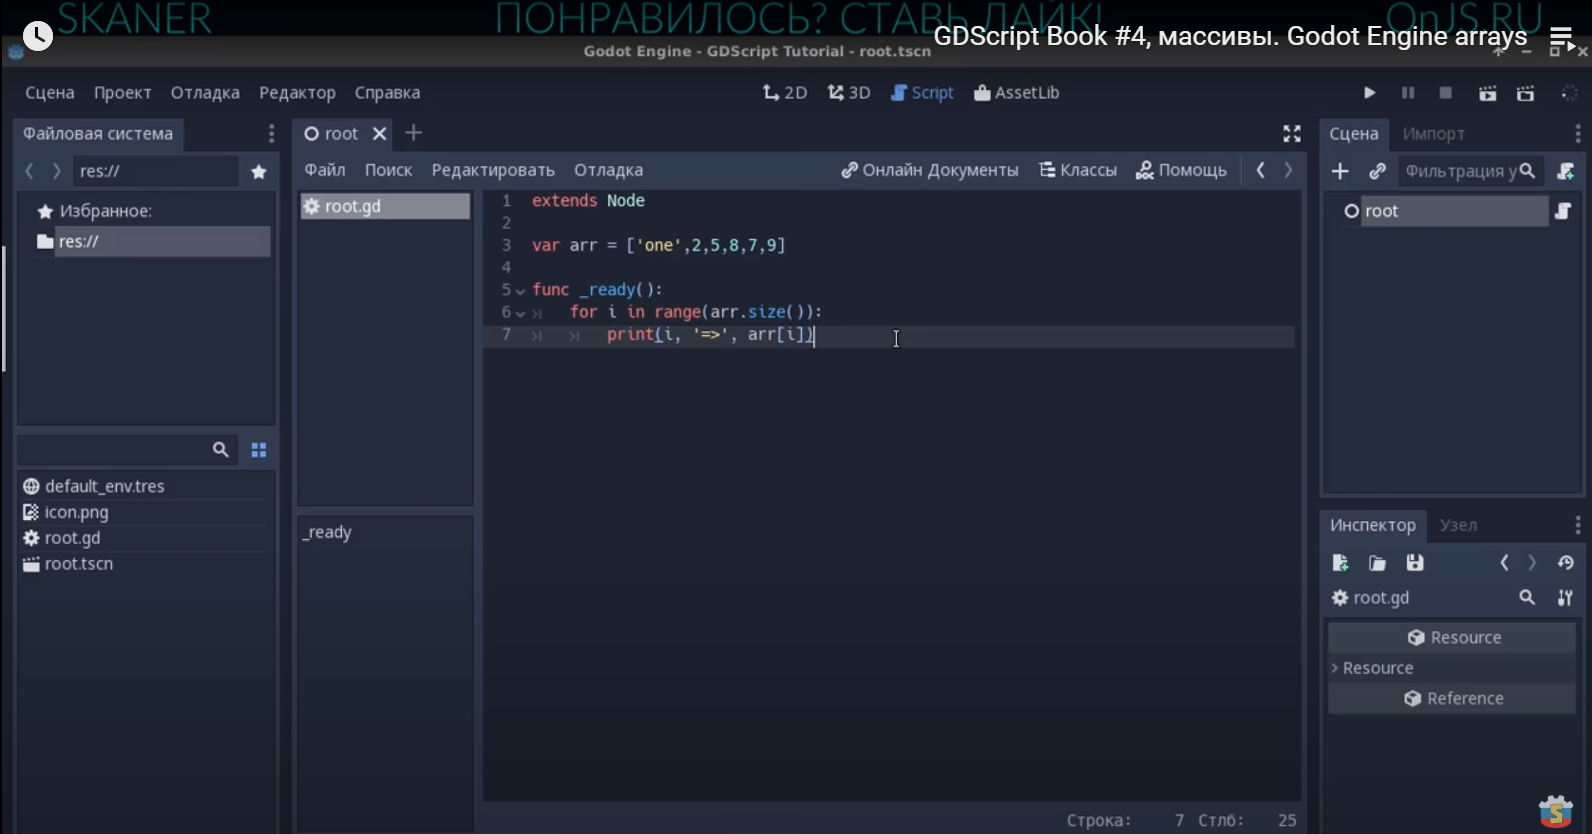 SKANER
ПОНРАВИЛОСЬ? СТАВЬ ЛАЙК!
OnJS.RU
GDScript Book #4, массивы. Godot Engine arrays
Godot Engine - GDScript Tutorial - root.tscn
Сцена Проект Отладка Редактор Справка
2D 3D Script AssetLib
Файловая система
res://
Избранное:
res://
default_env.tres
icon.png
root.gd
root.tscn
root
Файл Поиск Редактировать Отладка
Онлайн Документы Классы Помощь
root.gd
_ready
1 extends Node
2
3 var arr = ['one',2,5,8,7,9]
4
5 func _ready():
6 for i in range(arr.size()):
7 print(i, '=>', arr[i])
Строка: 7 Стлб: 25
Сцена Импорт
Фильтрация у
root
Инспектор Узел
root.gd
Resource
Resource
Reference
S